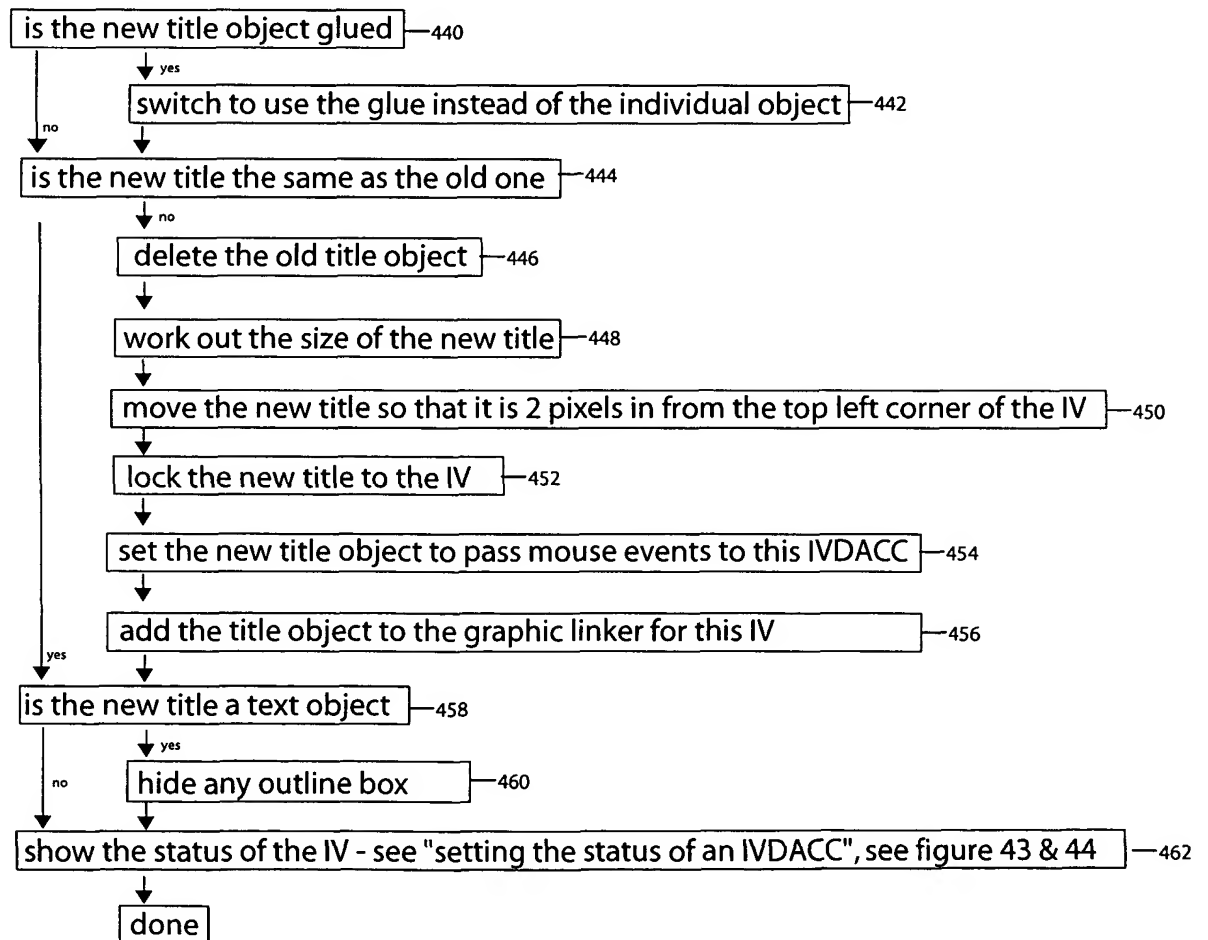 is the new title object glued 440
yes
switch to use the glue instead of the individual object 442
no
is the new title the same as the old one 444
no
delete the old title object 446
work out the size of the new title 448
move the new title so that it is 2 pixels in from the top left corner of the IV 450
lock the new title to the IV 452
set the new title object to pass mouse events to this IVDACC 454
add the title object to the graphic linker for this IV 456
yes
is the new title a text object 458
yes
no
hide any outline box 460
show the status of the IV - see "setting the status of an IVDACC", see figure 43 & 44 462
done